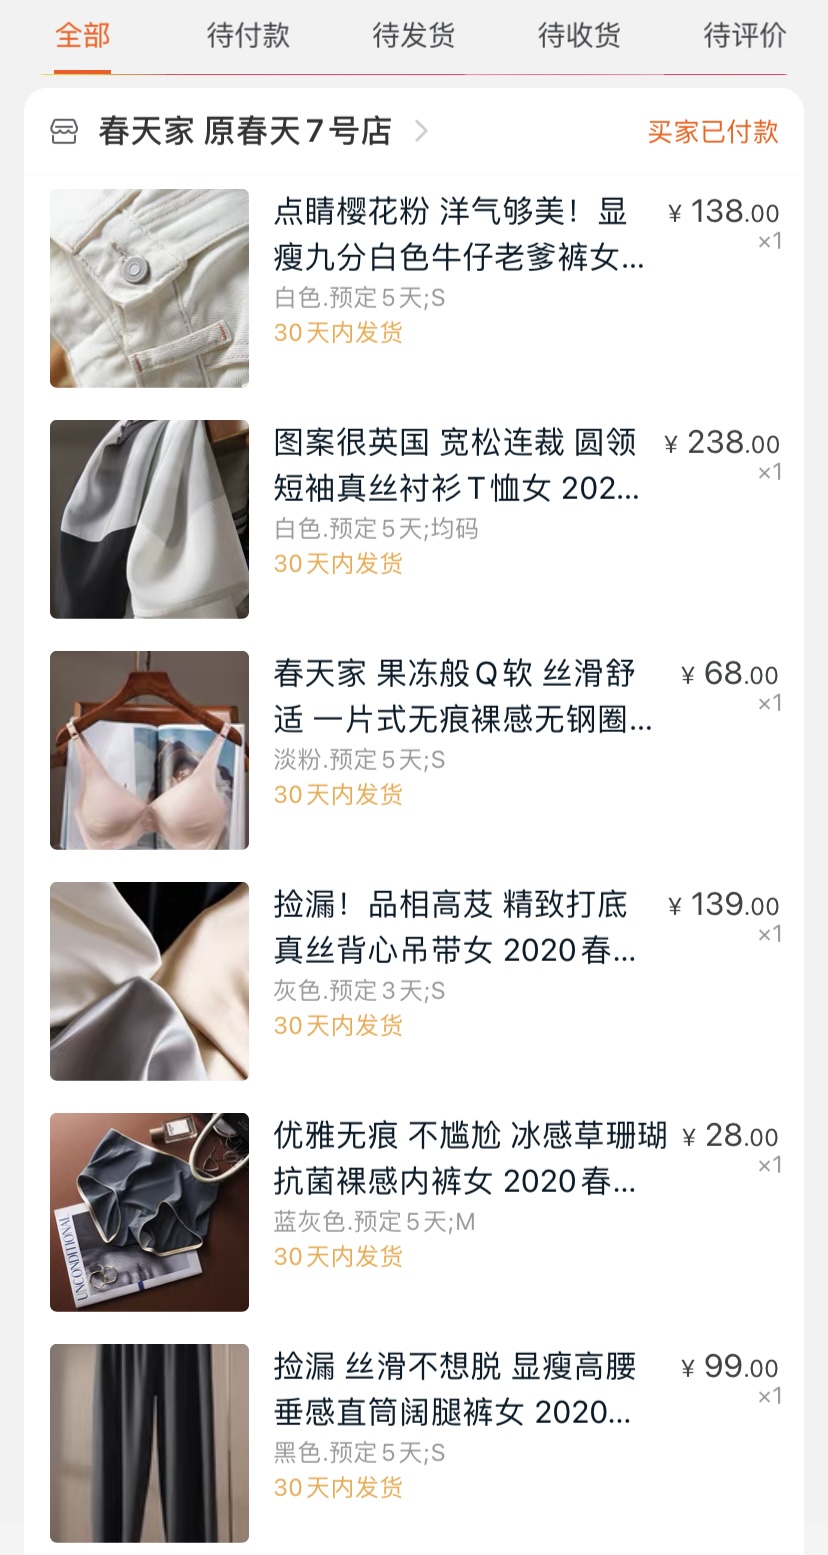 全部 待付款 待发货 待收货 待评价
春天家 原春天7号店
买家已付款
点睛樱花粉 洋气够美！显
瘦九分白色牛仔老爹裤女...
¥ 138.00
×1
白色.预定5天;S
30天内发货
图案很英国 宽松连裁 圆领
短袖真丝衬衫T恤女 202...
¥ 238.00
×1
白色.预定5天;均码
30天内发货
春天家 果冻般Q软 丝滑舒
适 一片式无痕裸感无钢圈...
¥ 68.00
×1
淡粉.预定5天;S
30天内发货
捡漏！品相高芨 精致打底
真丝背心吊带女 2020春...
¥ 139.00
×1
灰色.预定3天;S
30天内发货
优雅无痕 不尴尬 冰感草珊瑚
抗菌裸感内裤女 2020春...
¥ 28.00
×1
蓝灰色.预定5天;M
30天内发货
UNCONDITIONAL
捡漏 丝滑不想脱 显瘦高腰
垂感直筒阔腿裤女 2020...
¥ 99.00
×1
黑色.预定5天;S
30天内发货